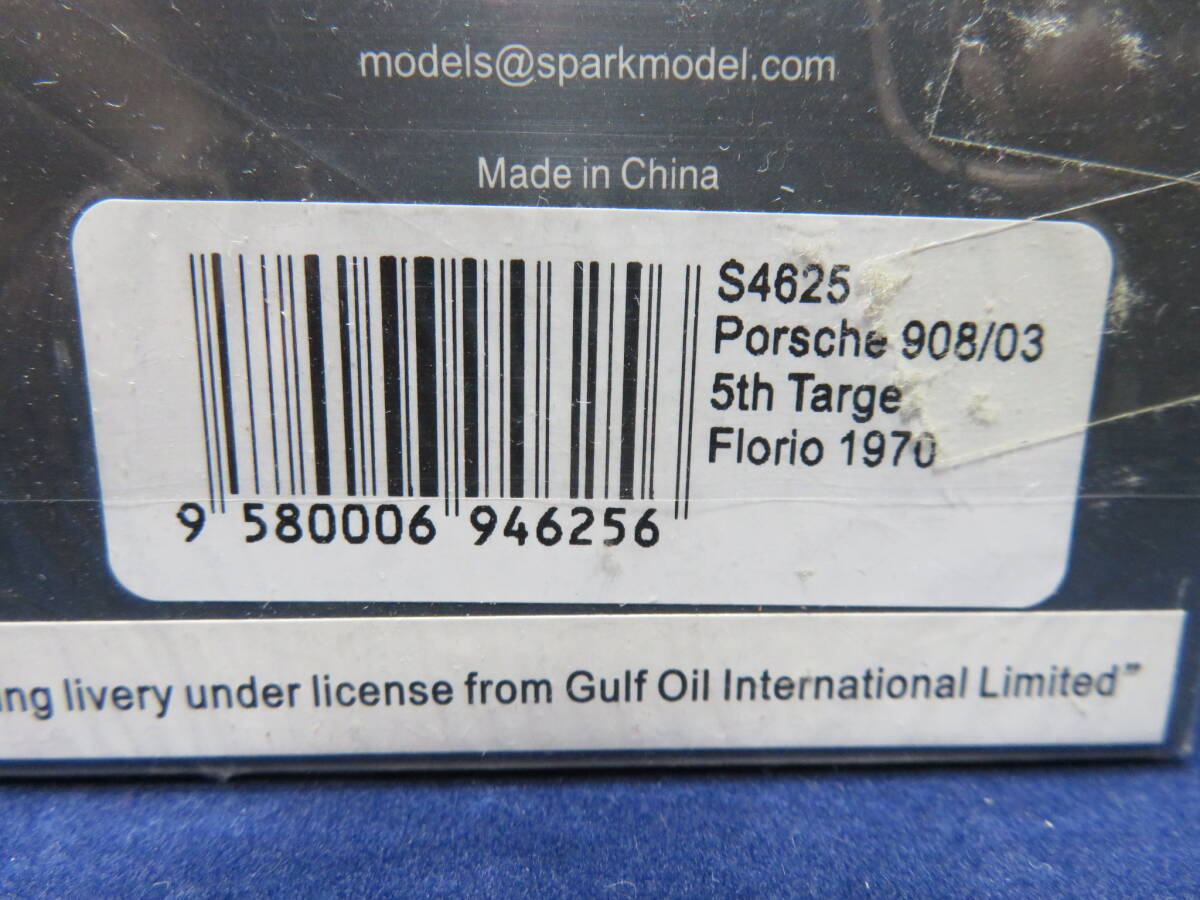 models@sparkmodel.com
Made in China
S4625
Porsche 908/03
5th Targe
Florio 1970
9 580006 946256
ing livery under license from Gulf Oil International Limited”